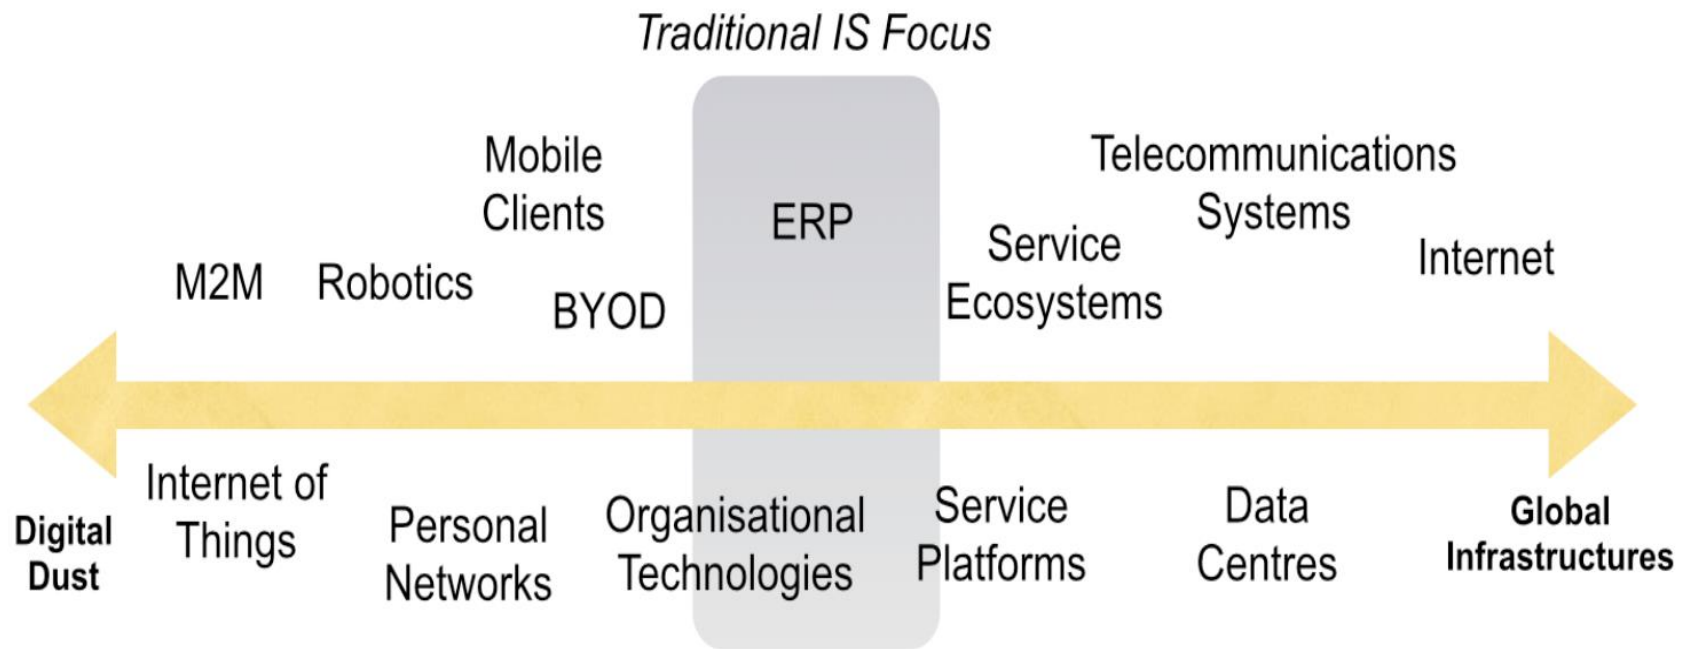 Traditional IS Focus
Mobile
Clients
ERP
Telecommunications
Systems
Service
Ecosystems
Internet
M2M
Robotics
BYOD
Internet of
Things
Digital
Dust
Personal
Networks
Organisational
Technologies
Service
Platforms
Data
Centres
Global
Infrastructures